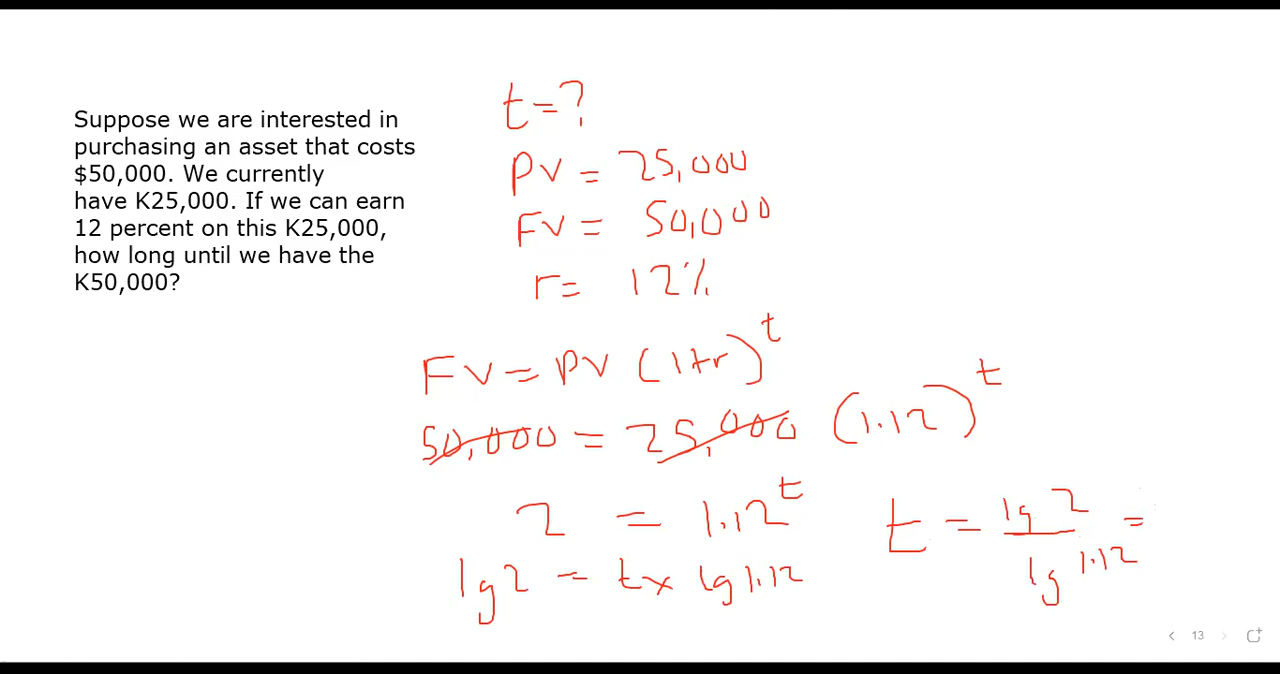 Suppose we are interested in
purchasing an asset that costs
$50,000. We currently
have K25,000. If we can earn
12 percent on this K25,000,
how long until we have the
K50,000?
t = ?
PV = 25,000
FV = 50,000
r = 12%
FV = PV (1+r)^t
50,000 = 25,000 (1.12)^t
2 = 1.12^t
lg 2 = t x lg 1.12
t = lg 2 / lg 1.12 =
< 13 >